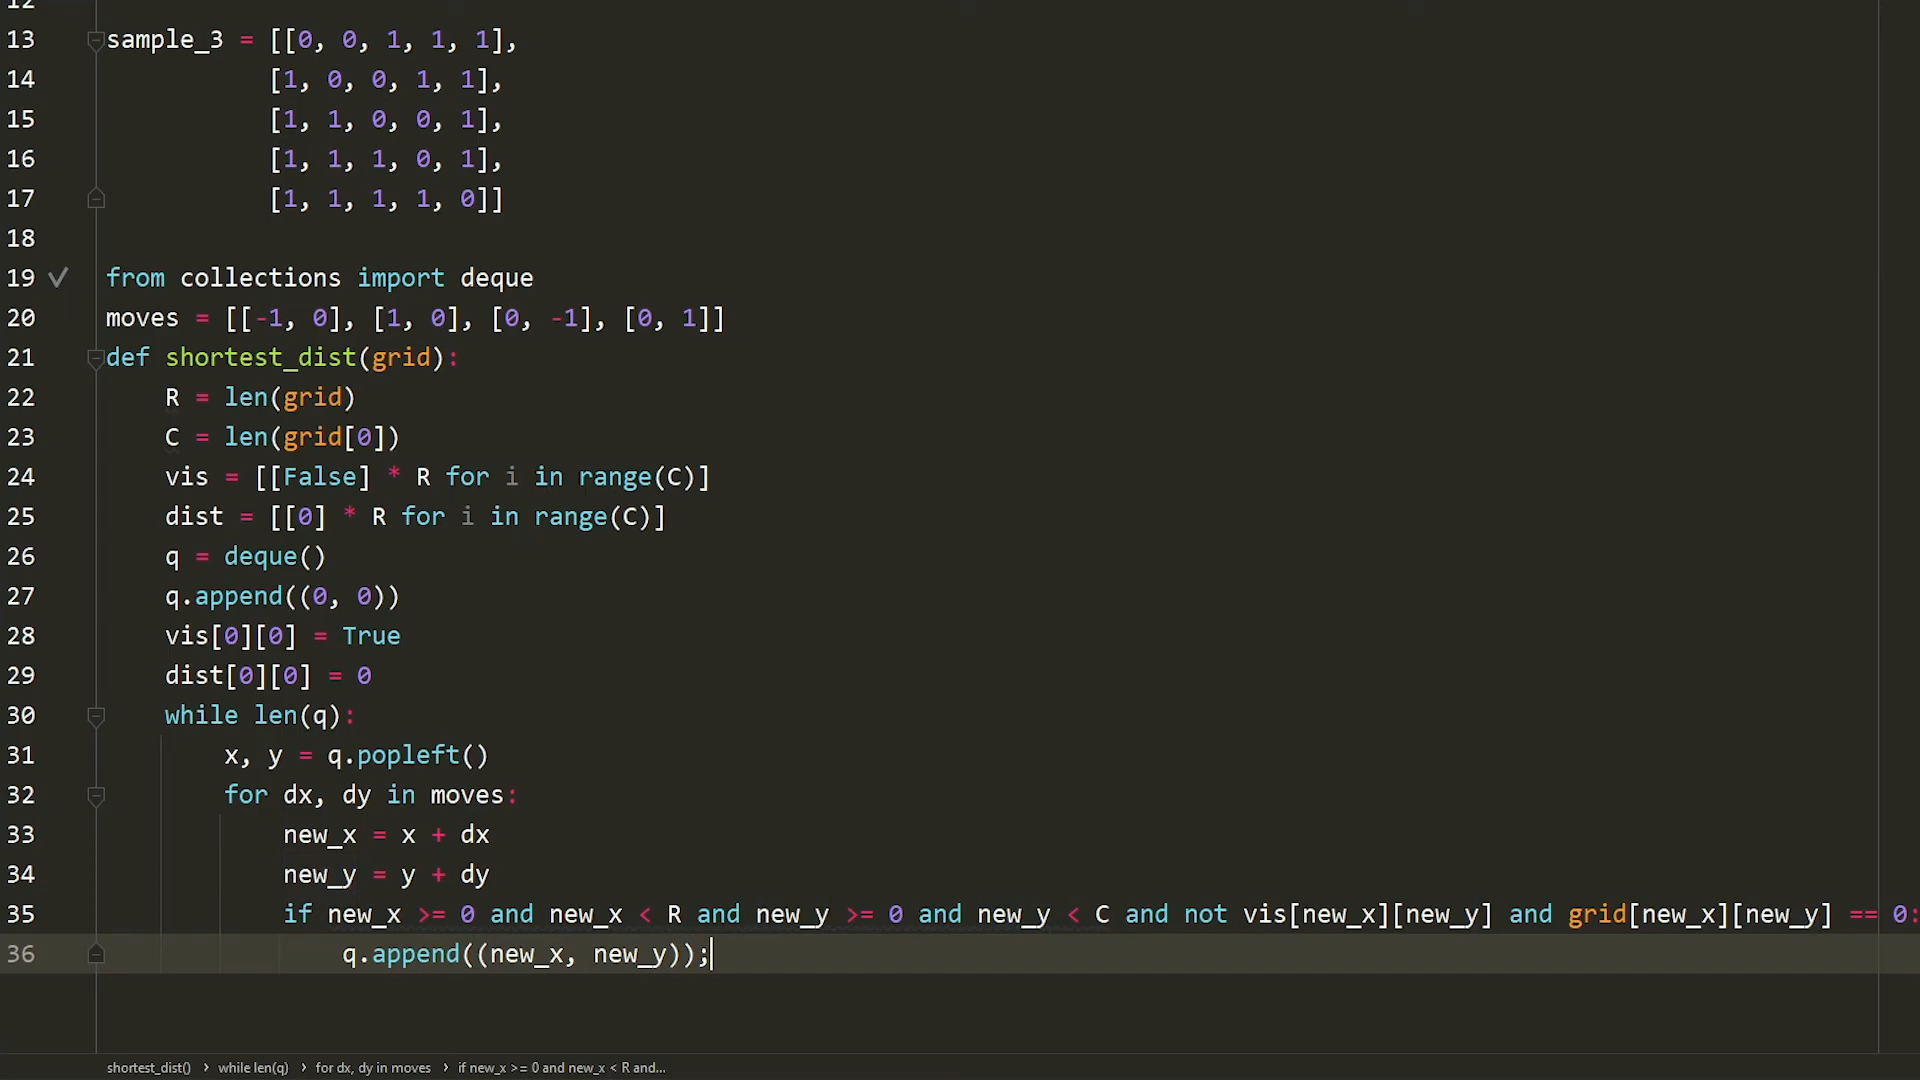 12
13 sample_3 = [[0, 0, 1, 1, 1],
14 [1, 0, 0, 1, 1],
15 [1, 1, 0, 0, 1],
16 [1, 1, 1, 0, 1],
17 [1, 1, 1, 1, 0]]
18
19 from collections import deque
20 moves = [[-1, 0], [1, 0], [0, -1], [0, 1]]
21 def shortest_dist(grid):
22 R = len(grid)
23 C = len(grid[0])
24 vis = [[False] * R for i in range(C)]
25 dist = [[0] * R for i in range(C)]
26 q = deque()
27 q.append((0, 0))
28 vis[0][0] = True
29 dist[0][0] = 0
30 while len(q):
31 x, y = q.popleft()
32 for dx, dy in moves:
33 new_x = x + dx
34 new_y = y + dy
35 if new_x >= 0 and new_x < R and new_y >= 0 and new_y < C and not vis[new_x][new_y] and grid[new_x][new_y] == 0:
36 q.append((new_x, new_y));
shortest_dist() › while len(q) › for dx, dy in moves › if new_x >= 0 and new_x < R and...